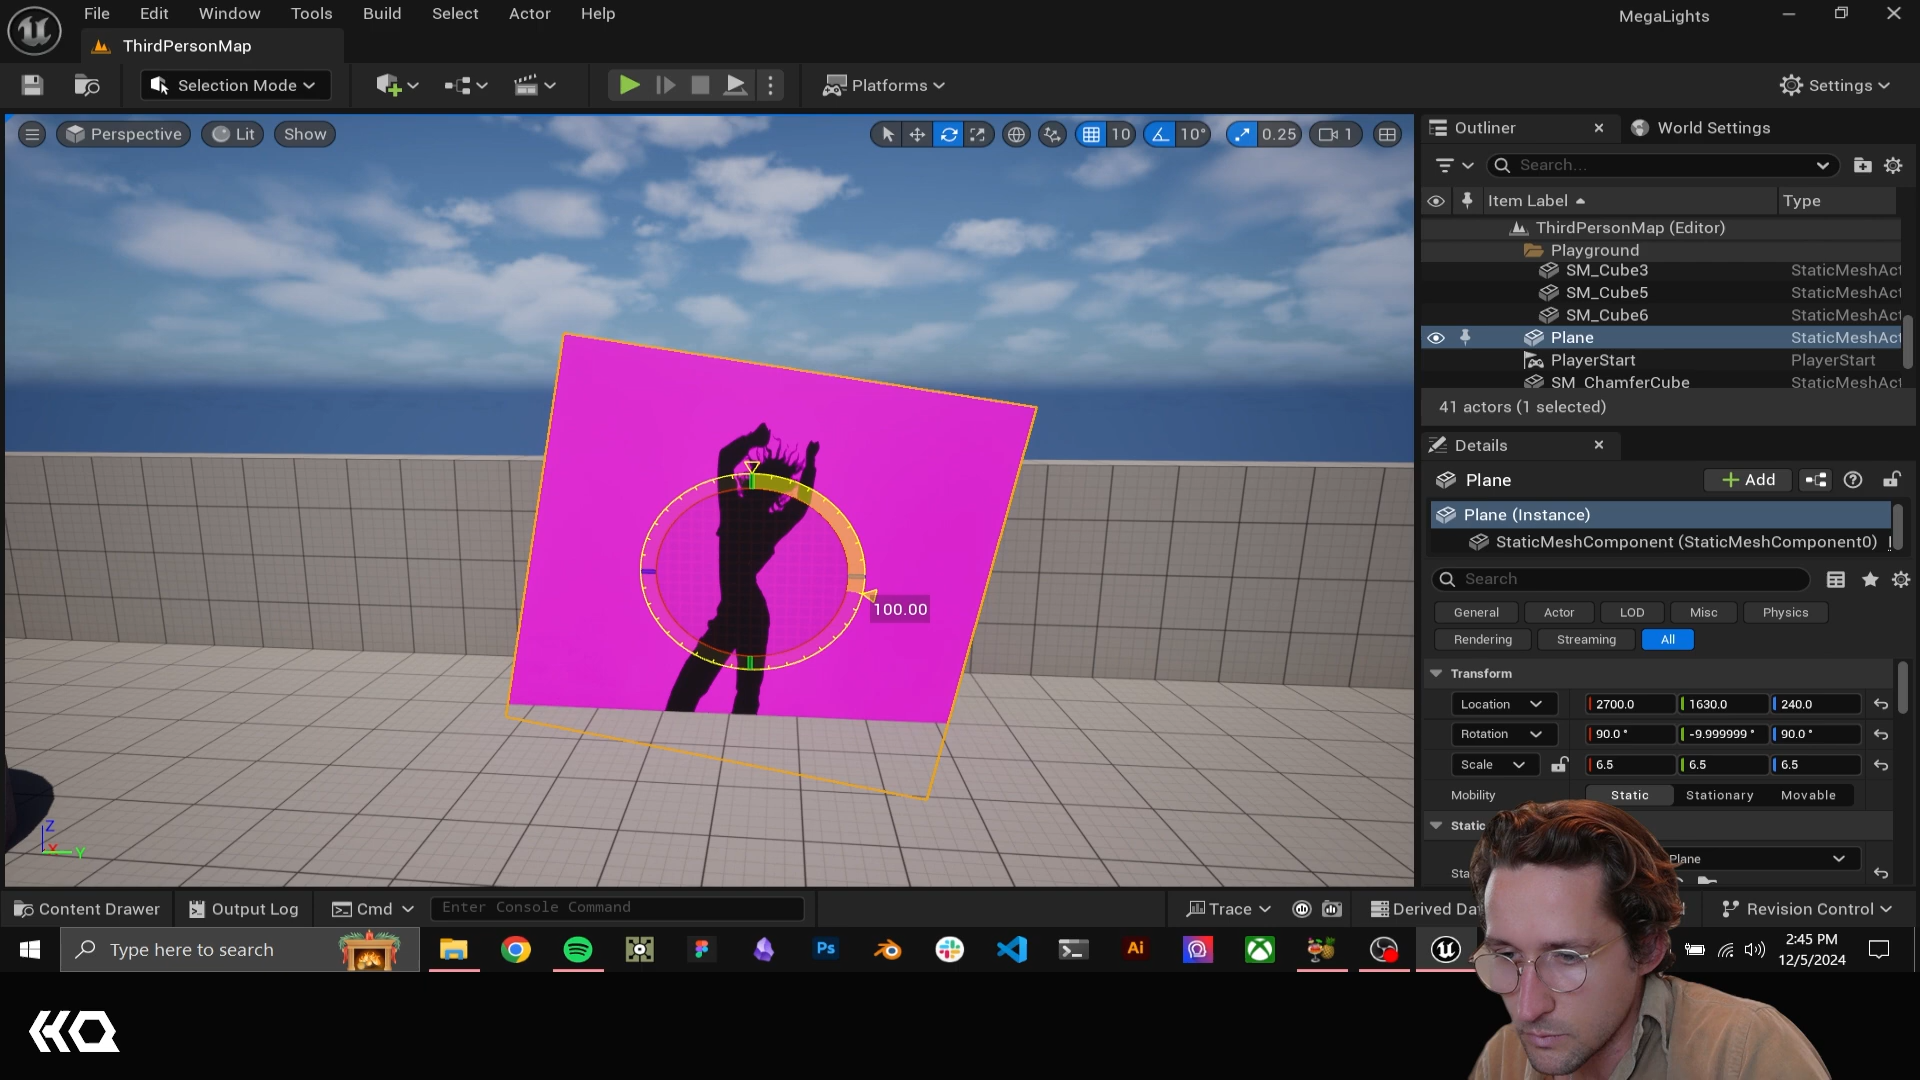 File Edit Window Tools Build Select Actor Help
MegaLights
ThirdPersonMap
Selection Mode
Platforms
Settings
Perspective Lit Show
10 10° 0.25 1
Outliner
World Settings
Search...
Item Label Type
ThirdPersonMap (Editor)
Playground
SM_Cube3 StaticMeshAct
SM_Cube5 StaticMeshAct
SM_Cube6 StaticMeshAct
Plane StaticMeshAct
PlayerStart PlayerStart
SM_ChamferCube StaticMeshAct
41 actors (1 selected)
Details
Plane
Add
Plane (Instance)
StaticMeshComponent (StaticMeshComponent0)
Search
General Actor LOD Misc Physics
Rendering Streaming All
Transform
Location 2700.0 1630.0 240.0
Rotation 90.0° -9.999999° 90.0°
Scale 6.5 6.5 6.5
Mobility Static Stationary Movable
Static
Plane
Sta
100.00
Z
X Y
Content Drawer Output Log Cmd Enter Console Command
Trace Derived Da Revision Control
Type here to search
Ps
Ai
2:45 PM
12/5/2024
HQ